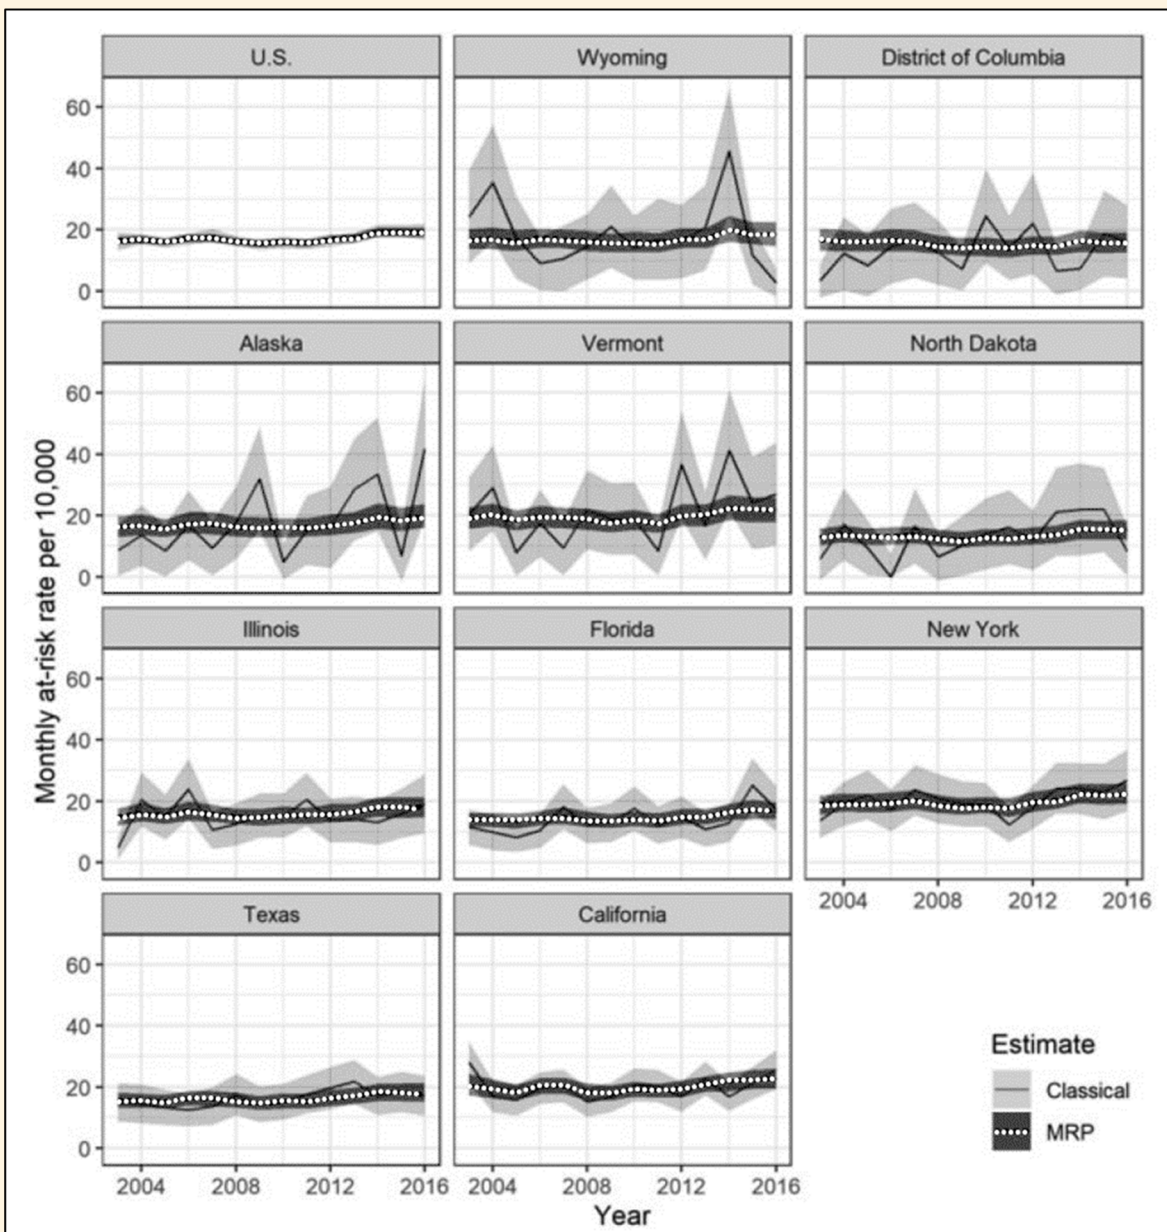 U.S.
Wyoming
District of Columbia
60
40
20
0
Alaska
Vermont
North Dakota
60
40
20
0
Monthly at-risk rate per 10,000
Illinois
Florida
New York
60
40
20
0
2004 2008 2012 2016
Texas
California
60
40
20
0
2004 2008 2012 2016
2004 2008 2012 2016
Year
Estimate
Classical
MRP